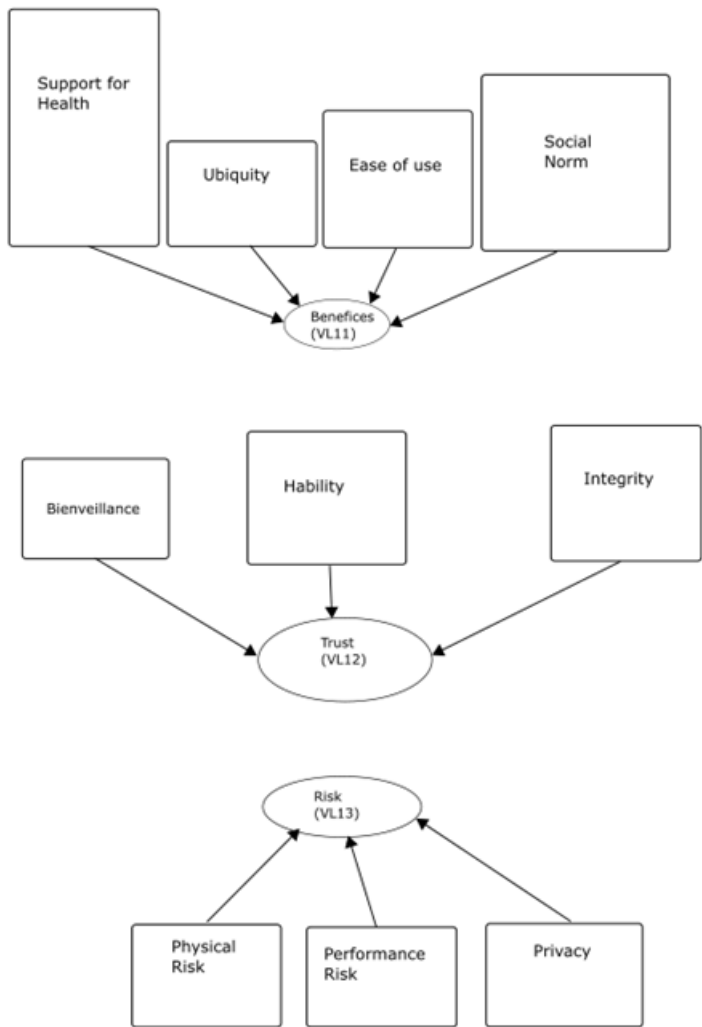 Support for
Health
Ubiquity
Ease of use
Social
Norm
Benefices
(VL11)
Bienveillance
Hability
Integrity
Trust
(VL12)
Risk
(VL13)
Physical
Risk
Performance
Risk
Privacy